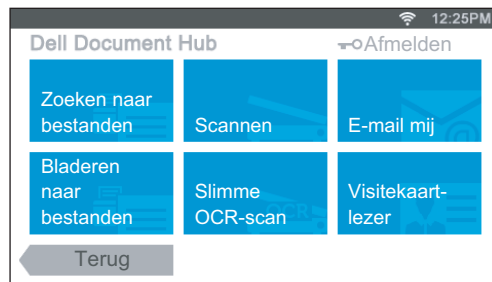 12:25PM
Dell Document Hub
Afmelden
Zoeken naar
bestanden
Scannen
E-mail mij
Bladeren
naar
bestanden
Slimme
OCR-scan
Visitekaart-
lezer
Terug